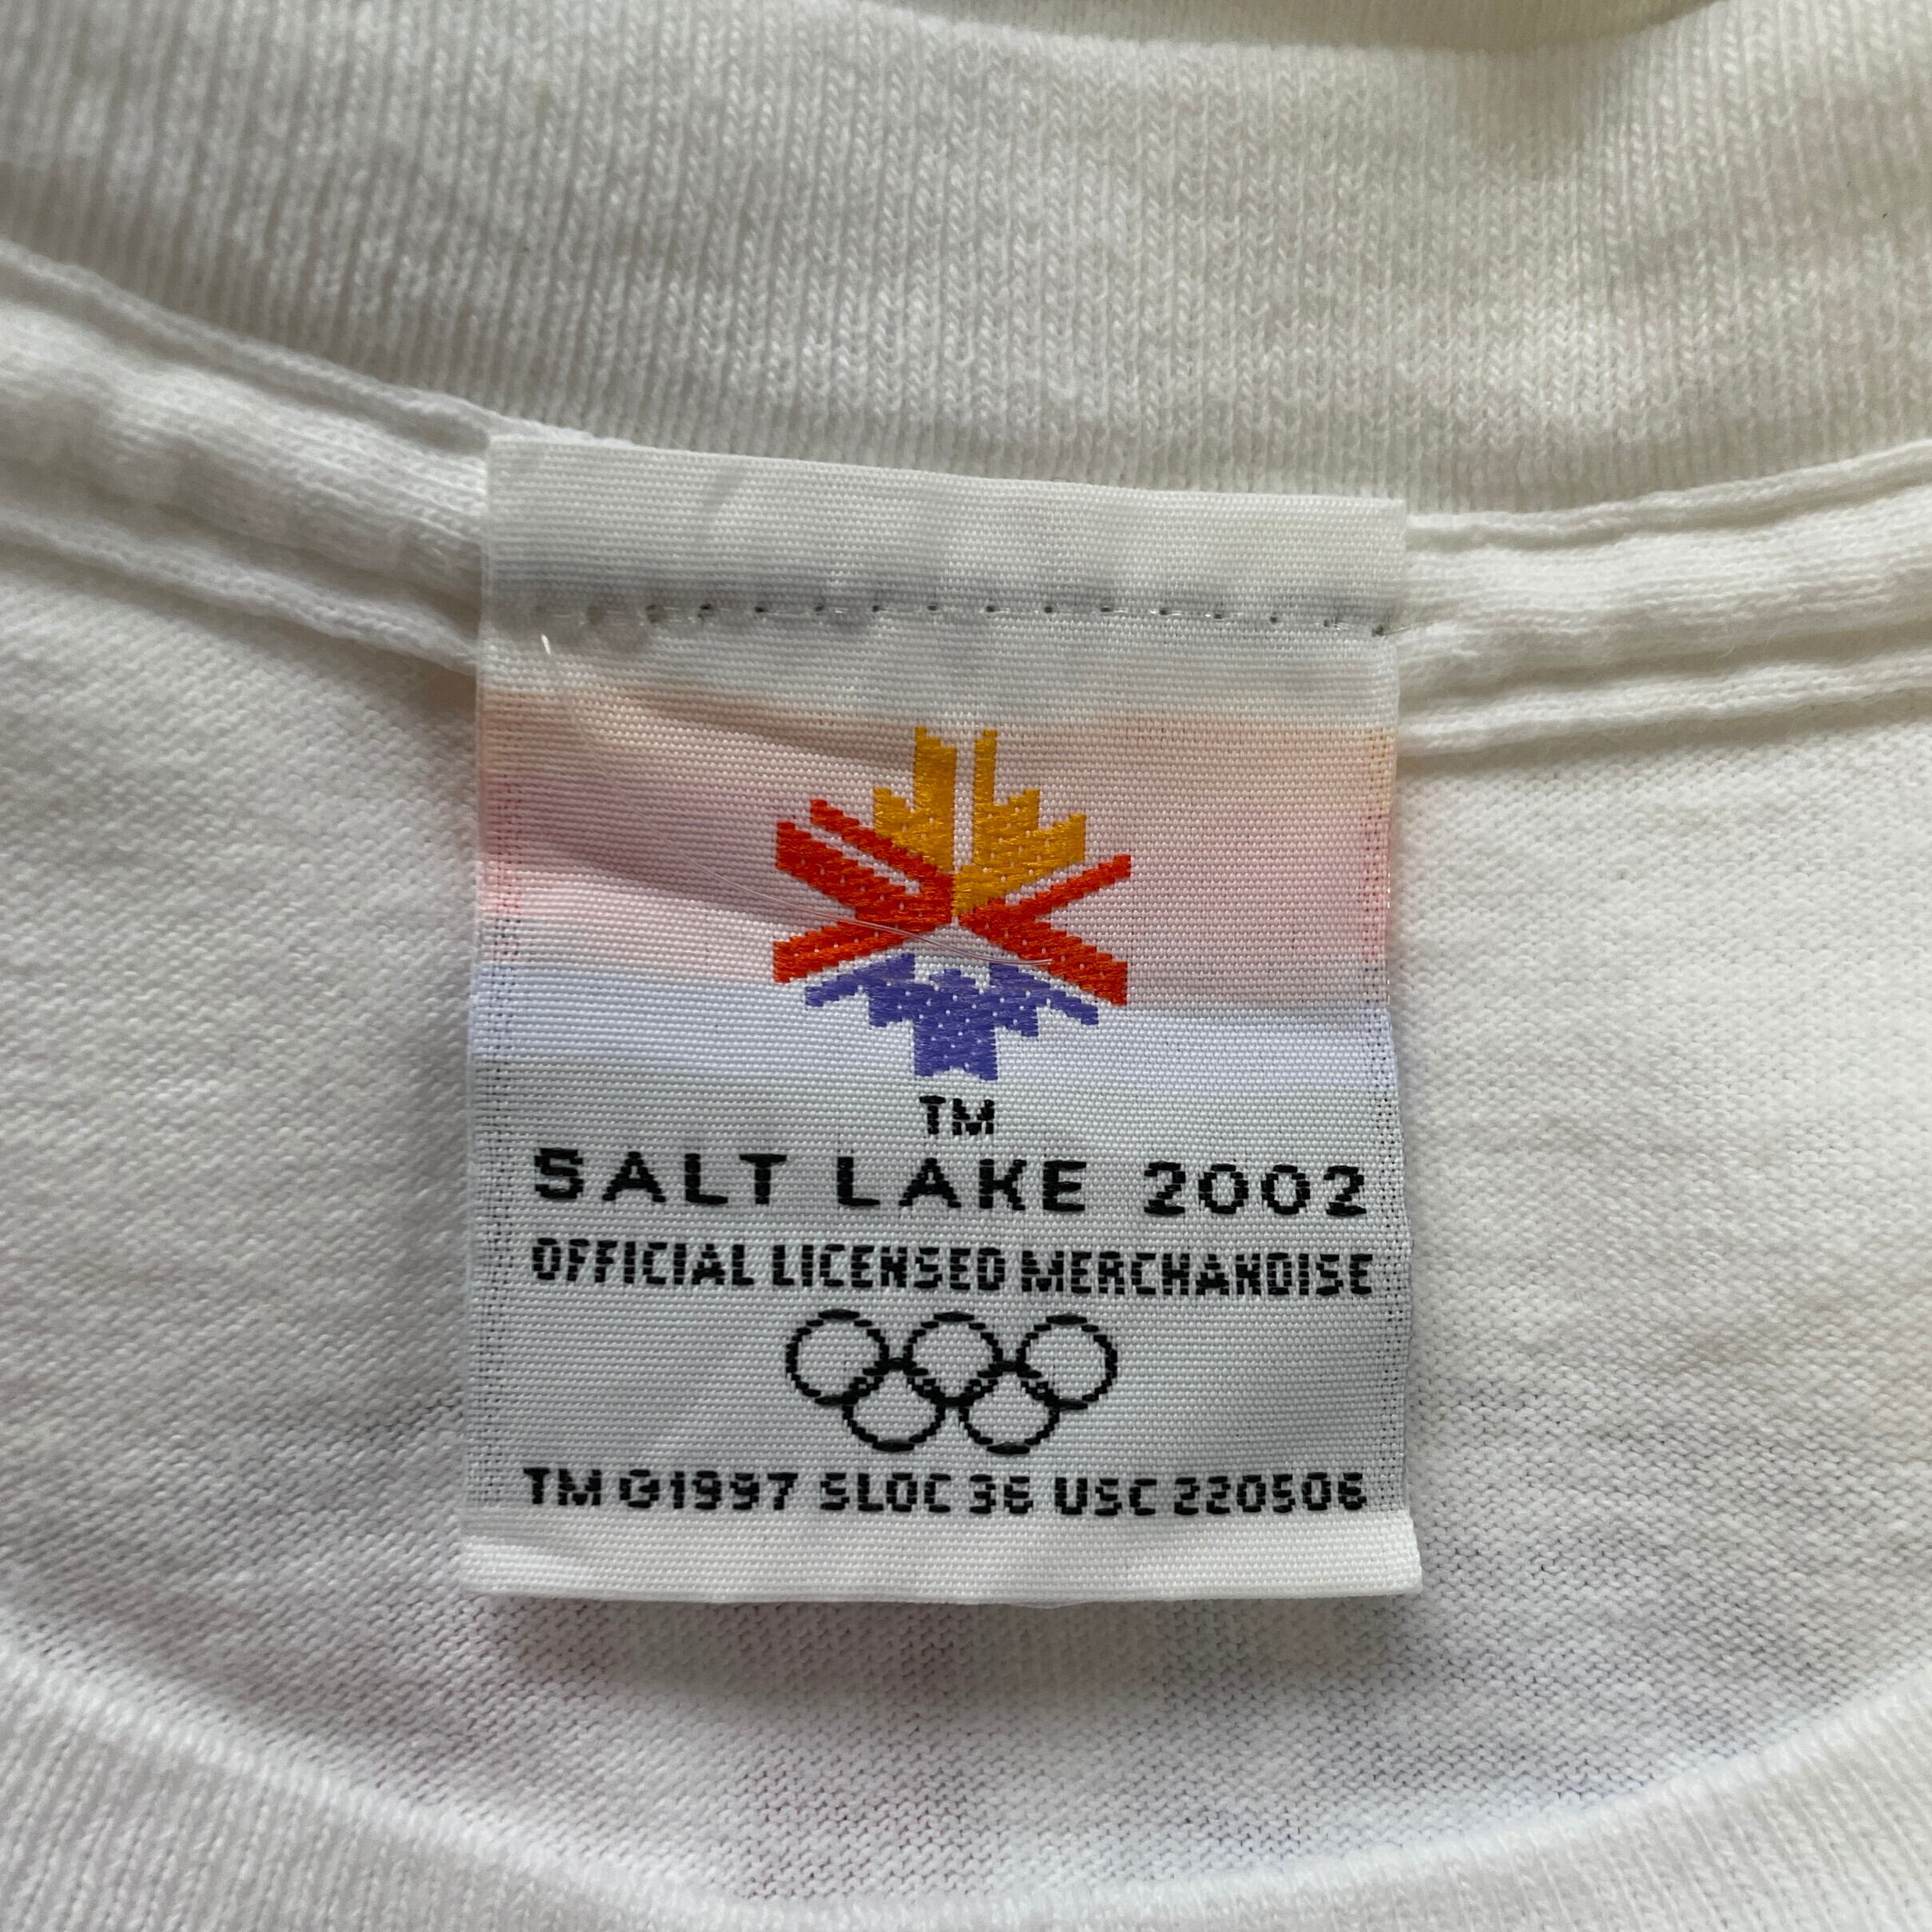 TM
SALT LAKE 2002
OFFICIAL LICENSED MERCHANDISE
TM ©1997 SLOC 36 USC 220506